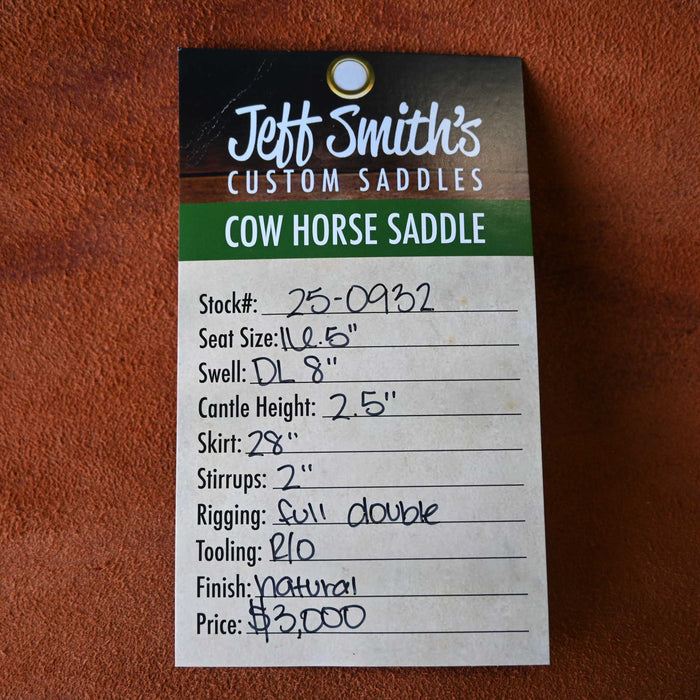 Jeff Smith's
CUSTOM SADDLES
COW HORSE SADDLE
Stock#: 25-0932
Seat Size: 16.5"
Swell: DL 8"
Cantle Height: 2.5"
Skirt: 28"
Stirrups: 2"
Rigging: full double
Tooling: R/O
Finish: natural
Price: $3,000